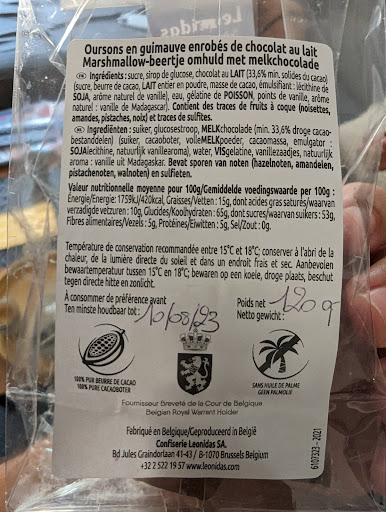 Leonidas
Oursons en guimauve enrobés de chocolat au lait
Marshmallow-beertje omhuld met melkchocolade
FR Ingrédients : sucre, sirop de glucose, chocolat au LAIT (33,6% min. solides du cacao)
(sucre, beurre de cacao, LAIT entier en poudre, masse de cacao, émulsifiant : lécithine de
SOJA, arôme naturel de vanille), eau, gélatine de POISSON, points de vanille, arôme
naturel : vanille de Madagascar). Contient des traces de fruits à coque (noisettes,
amandes, pistaches, noix) et traces de sulfites.
NL Ingrediënten : suiker, glucosestroop, MELKchocolade (min. 33,6% droge cacao-
bestanddelen) (suiker, cacaoboter, volleMELKpoeder, cacaomassa, emulgator :
SOJAlecithine, natuurlijk vanillearoma), water, VISgelatine, vanillezaadjes, natuurlijk
aroma : vanille uit Madagaskar. Bevat sporen van noten (hazelnoten, amandelen,
pistachenoten, walnoten) en sulfieten.
Valeur nutritionnelle moyenne pour 100g/Gemiddelde voedingswaarde per 100g :
Energie/Energie: 1759kJ/420kcal, Graisses/Vetten : 15g, dont acides gras saturés/waarvan
verzadigde vetzuren : 10g, Glucides/Koolhydraten : 65g, dont sucres/waarvan suikers : 53g,
Fibres alimentaires/Vezels : 5g, Protéines/Eiwitten : 5g, Sel/Zout : 0g.
Température de conservation recommandée entre 15°C et 18°C; conserver à l'abri de la
chaleur, de la lumière directe du soleil et dans un endroit frais et sec. Aanbevolen
bewaartemperatuur tussen 15°C en 18°C; bewaren op een koele, droge plaats, beschut
tegen directe hitte en zonlicht.
À consommer de préférence avant
Ten minste houdbaar tot : 10/08/23
Poids net
Netto gewicht : 120 g
100% PUR BEURRE DE CACAO
100% PURE CACAOBOTER
SANS HUILE DE PALME
GEEN PALMOLIE
Fournisseur Breveté de la Cour de Belgique
Belgian Royal Warrant Holder
Fabriqué en Belgique/Geproduceerd in België
Confiserie Leonidas SA.
Bd Jules Graindorlaan 41-43 / B-1070 Brussels Belgium
+32 2 522 19 57 www.leonidas.com
6107323 - 2021